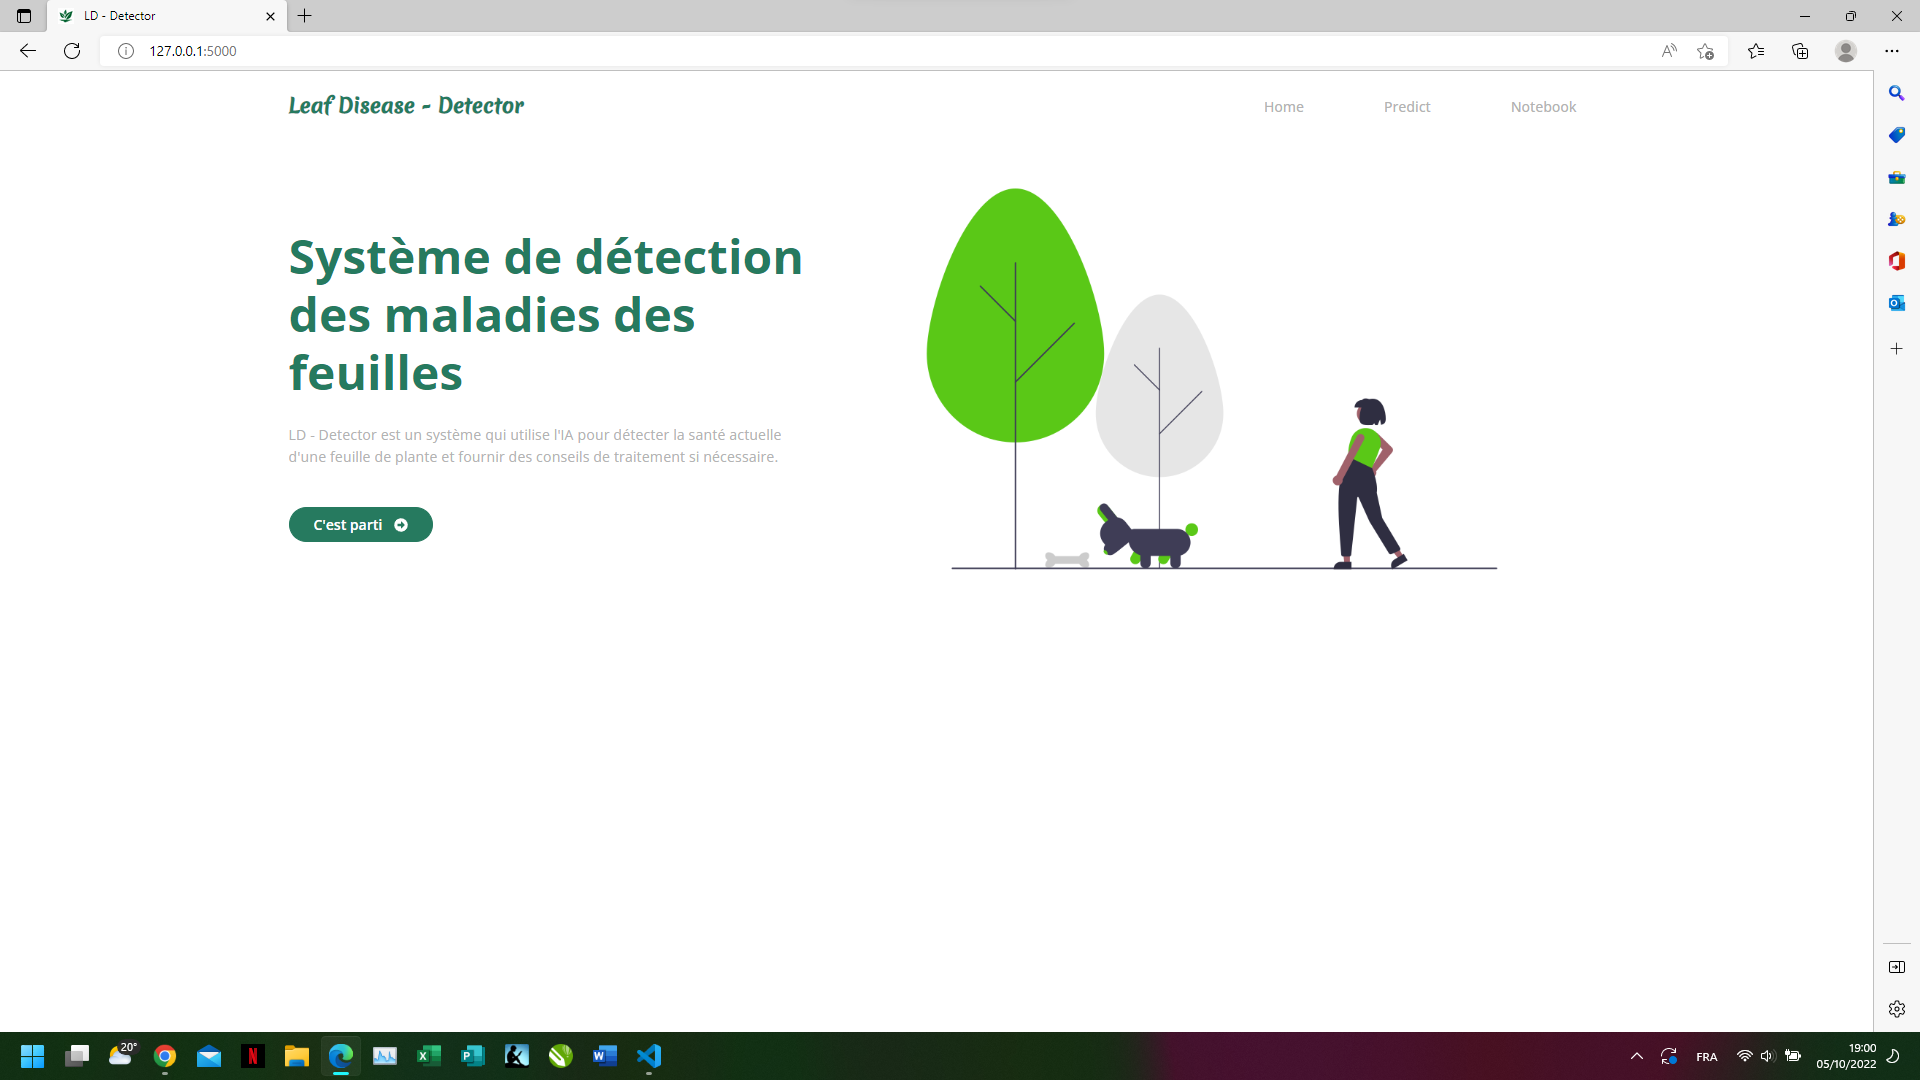 LD - Detector
127.0.0.1:5000
Leaf Disease - Detector
Home
Predict
Notebook
Système de détection
des maladies des
feuilles
LD - Detector est un système qui utilise l'IA pour détecter la santé actuelle
d'une feuille de plante et fournir des conseils de traitement si nécessaire.
C'est parti
20°
FRA
19:00
05/10/2022